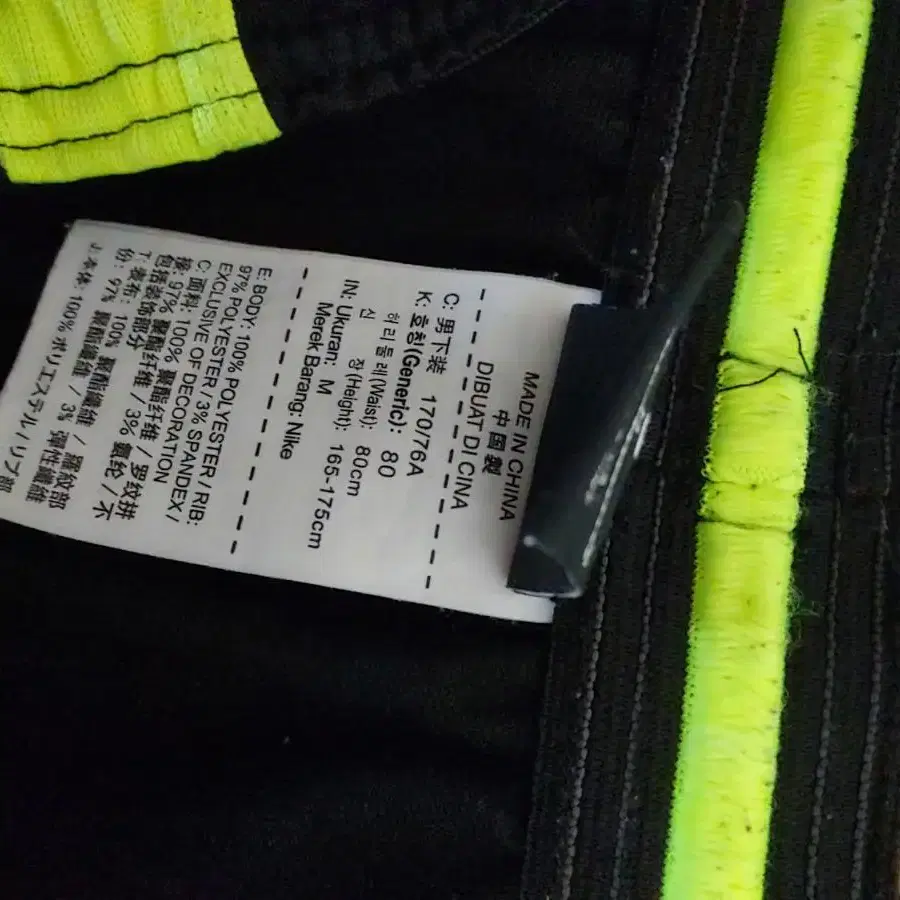 MADE IN CHINA
中国製
DIBUAT DI CINA
C: 男下装 170/76A
K: 호칭(Generic): 80
허리둘레(Waist): 80cm
신 장(Height): 165-175cm
IN: Ukuran: M
Merek Barang: Nike
E: BODY: 100% POLYESTER / RIB:
97% POLYESTER / 3% SPANDEX /
EXCLUSIVE OF DECORATION
C: 面料: 100% 聚酯纤维 / 罗纹拼
接: 97% 聚酯纤维 / 3% 氨纶 / 不
包括装饰部分
T: 表布: 100% 聚酯纖維 / 羅紋部
份: 97% 聚酯纖維 / 3% 彈性纖維
J: 本体: 100% ポリエステル / リブ部